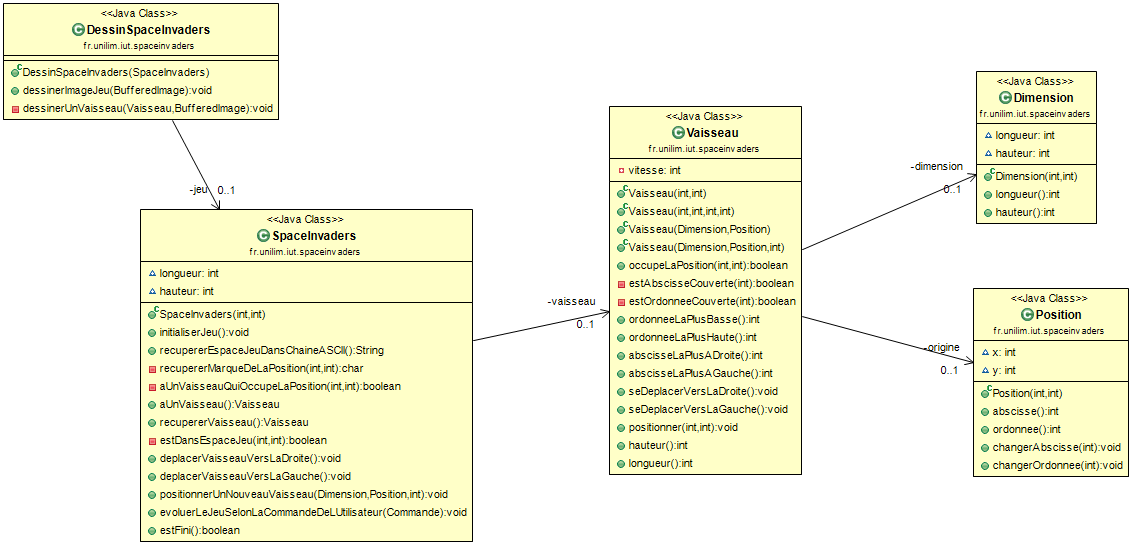 <<Java Class>>
DessinSpaceInvaders
fr.unilim.iut.spaceinvaders
DessinSpaceInvaders(SpaceInvaders)
dessinerImageJeu(BufferedImage):void
dessinerUnVaisseau(Vaisseau,BufferedImage):void
-jeu
0..1
<<Java Class>>
SpaceInvaders
fr.unilim.iut.spaceinvaders
longueur: int
hauteur: int
SpaceInvaders(int,int)
initialiserJeu():void
recupererEspaceJeuDansChaineASCII():String
recupererMarqueDeLaPosition(int,int):char
aUnVaisseauQuiOccupeLaPosition(int,int):boolean
aUnVaisseau():Vaisseau
recupererVaisseau():Vaisseau
estDansEspaceJeu(int,int):boolean
deplacerVaisseauVersLaDroite():void
deplacerVaisseauVersLaGauche():void
positionnerUnNouveauVaisseau(Dimension,Position,int):void
evoluerLeJeuSelonLaCommandeDeLUtilisateur(Commande):void
estFini():boolean
-vaisseau
0..1
<<Java Class>>
Vaisseau
fr.unilim.iut.spaceinvaders
vitesse: int
Vaisseau(int,int)
Vaisseau(int,int,int,int)
Vaisseau(Dimension,Position)
Vaisseau(Dimension,Position,int)
occupeLaPosition(int,int):boolean
estAbscisseCouverte(int):boolean
estOrdonneeCouverte(int):boolean
ordonneeLaPlusBasse():int
ordonneeLaPlusHaute():int
abscisseLaPlusADroite():int
abscisseLaPlusAGauche():int
seDeplacerVersLaDroite():void
seDeplacerVersLaGauche():void
positionner(int,int):void
hauteur():int
longueur():int
-dimension
0..1
<<Java Class>>
Dimension
fr.unilim.iut.spaceinvaders
longueur: int
hauteur: int
Dimension(int,int)
longueur():int
hauteur():int
-origine
0..1
<<Java Class>>
Position
fr.unilim.iut.spaceinvaders
x: int
y: int
Position(int,int)
abscisse():int
ordonnee():int
changerAbscisse(int):void
changerOrdonnee(int):void